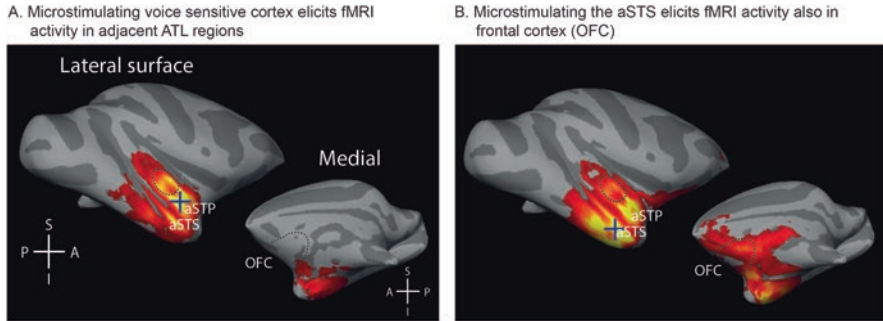 A. Microstimulating voice sensitive cortex elicits fMRI
activity in adjacent ATL regions
Lateral surface
Medial
aSTP
aSTS
OFC
S
P A
I
S
A P
I
B. Microstimulating the aSTS elicits fMRI activity also in
frontal cortex (OFC)
aSTP
aSTS
OFC